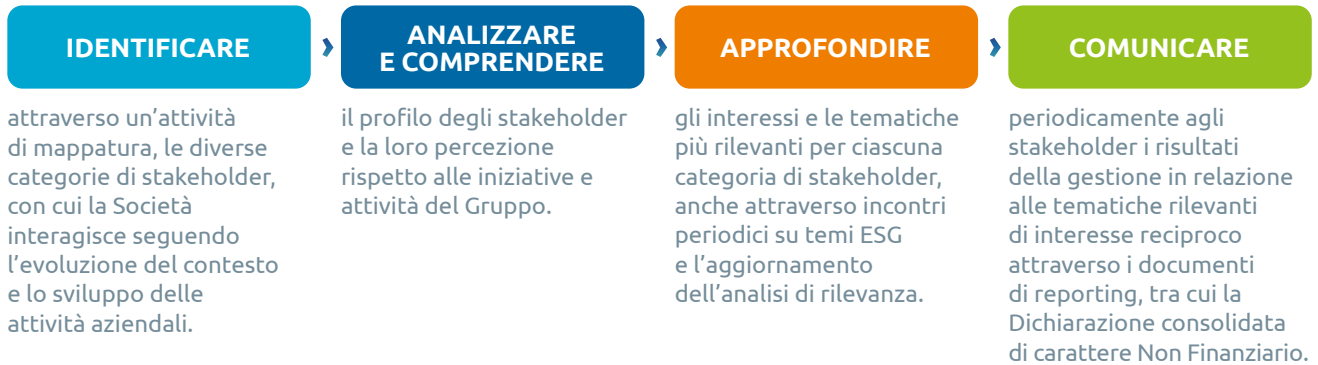 IDENTIFICARE
attraverso un’attività
di mappatura, le diverse
categorie di stakeholder,
con cui la Società
interagisce seguendo
l’evoluzione del contesto
e lo sviluppo delle
attività aziendali.
ANALIZZARE
E COMPRENDERE
il profilo degli stakeholder
e la loro percezione
rispetto alle iniziative e
attività del Gruppo.
APPROFONDIRE
gli interessi e le tematiche
più rilevanti per ciascuna
categoria di stakeholder,
anche attraverso incontri
periodici su temi ESG
e l’aggiornamento
dell’analisi di rilevanza.
COMUNICARE
periodicamente agli
stakeholder i risultati
della gestione in relazione
alle tematiche rilevanti
di interesse reciproco
attraverso i documenti
di reporting, tra cui la
Dichiarazione consolidata
di carattere Non Finanziario.